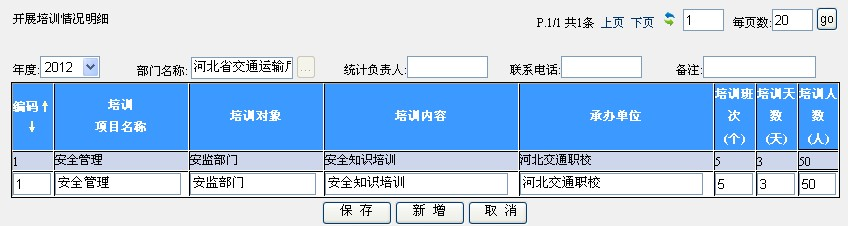 开展培训情况明细 P.1/1 共1条 上页 下页 1 每页数: 20 go
年度: 2012 部门名称: 河北省交通运输厅 ... 统计负责人: 联系电话: 备注:
编码↑↓ 培训项目名称 培训对象 培训内容 承办单位 培训班次(个) 培训天数(天) 培训人数(人)
1 安全管理 安监部门 安全知识培训 河北交通职校 5 3 50
1 安全管理 安监部门 安全知识培训 河北交通职校 5 3 50
保 存 新 增 取 消